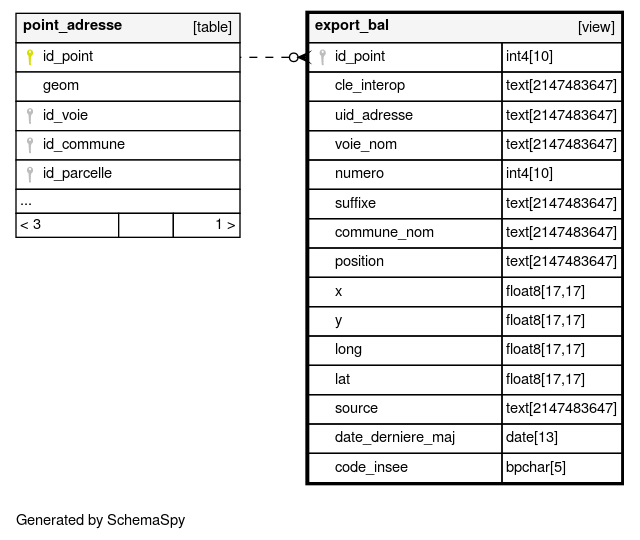 point_adresse [table]
id_point
geom
id_voie
id_commune
id_parcelle
...
< 3 1 >
export_bal [view]
id_point int4[10]
cle_interop text[2147483647]
uid_adresse text[2147483647]
voie_nom text[2147483647]
numero int4[10]
suffixe text[2147483647]
commune_nom text[2147483647]
position text[2147483647]
x float8[17,17]
y float8[17,17]
long float8[17,17]
lat float8[17,17]
source text[2147483647]
date_derniere_maj date[13]
code_insee bpchar[5]
Generated by SchemaSpy